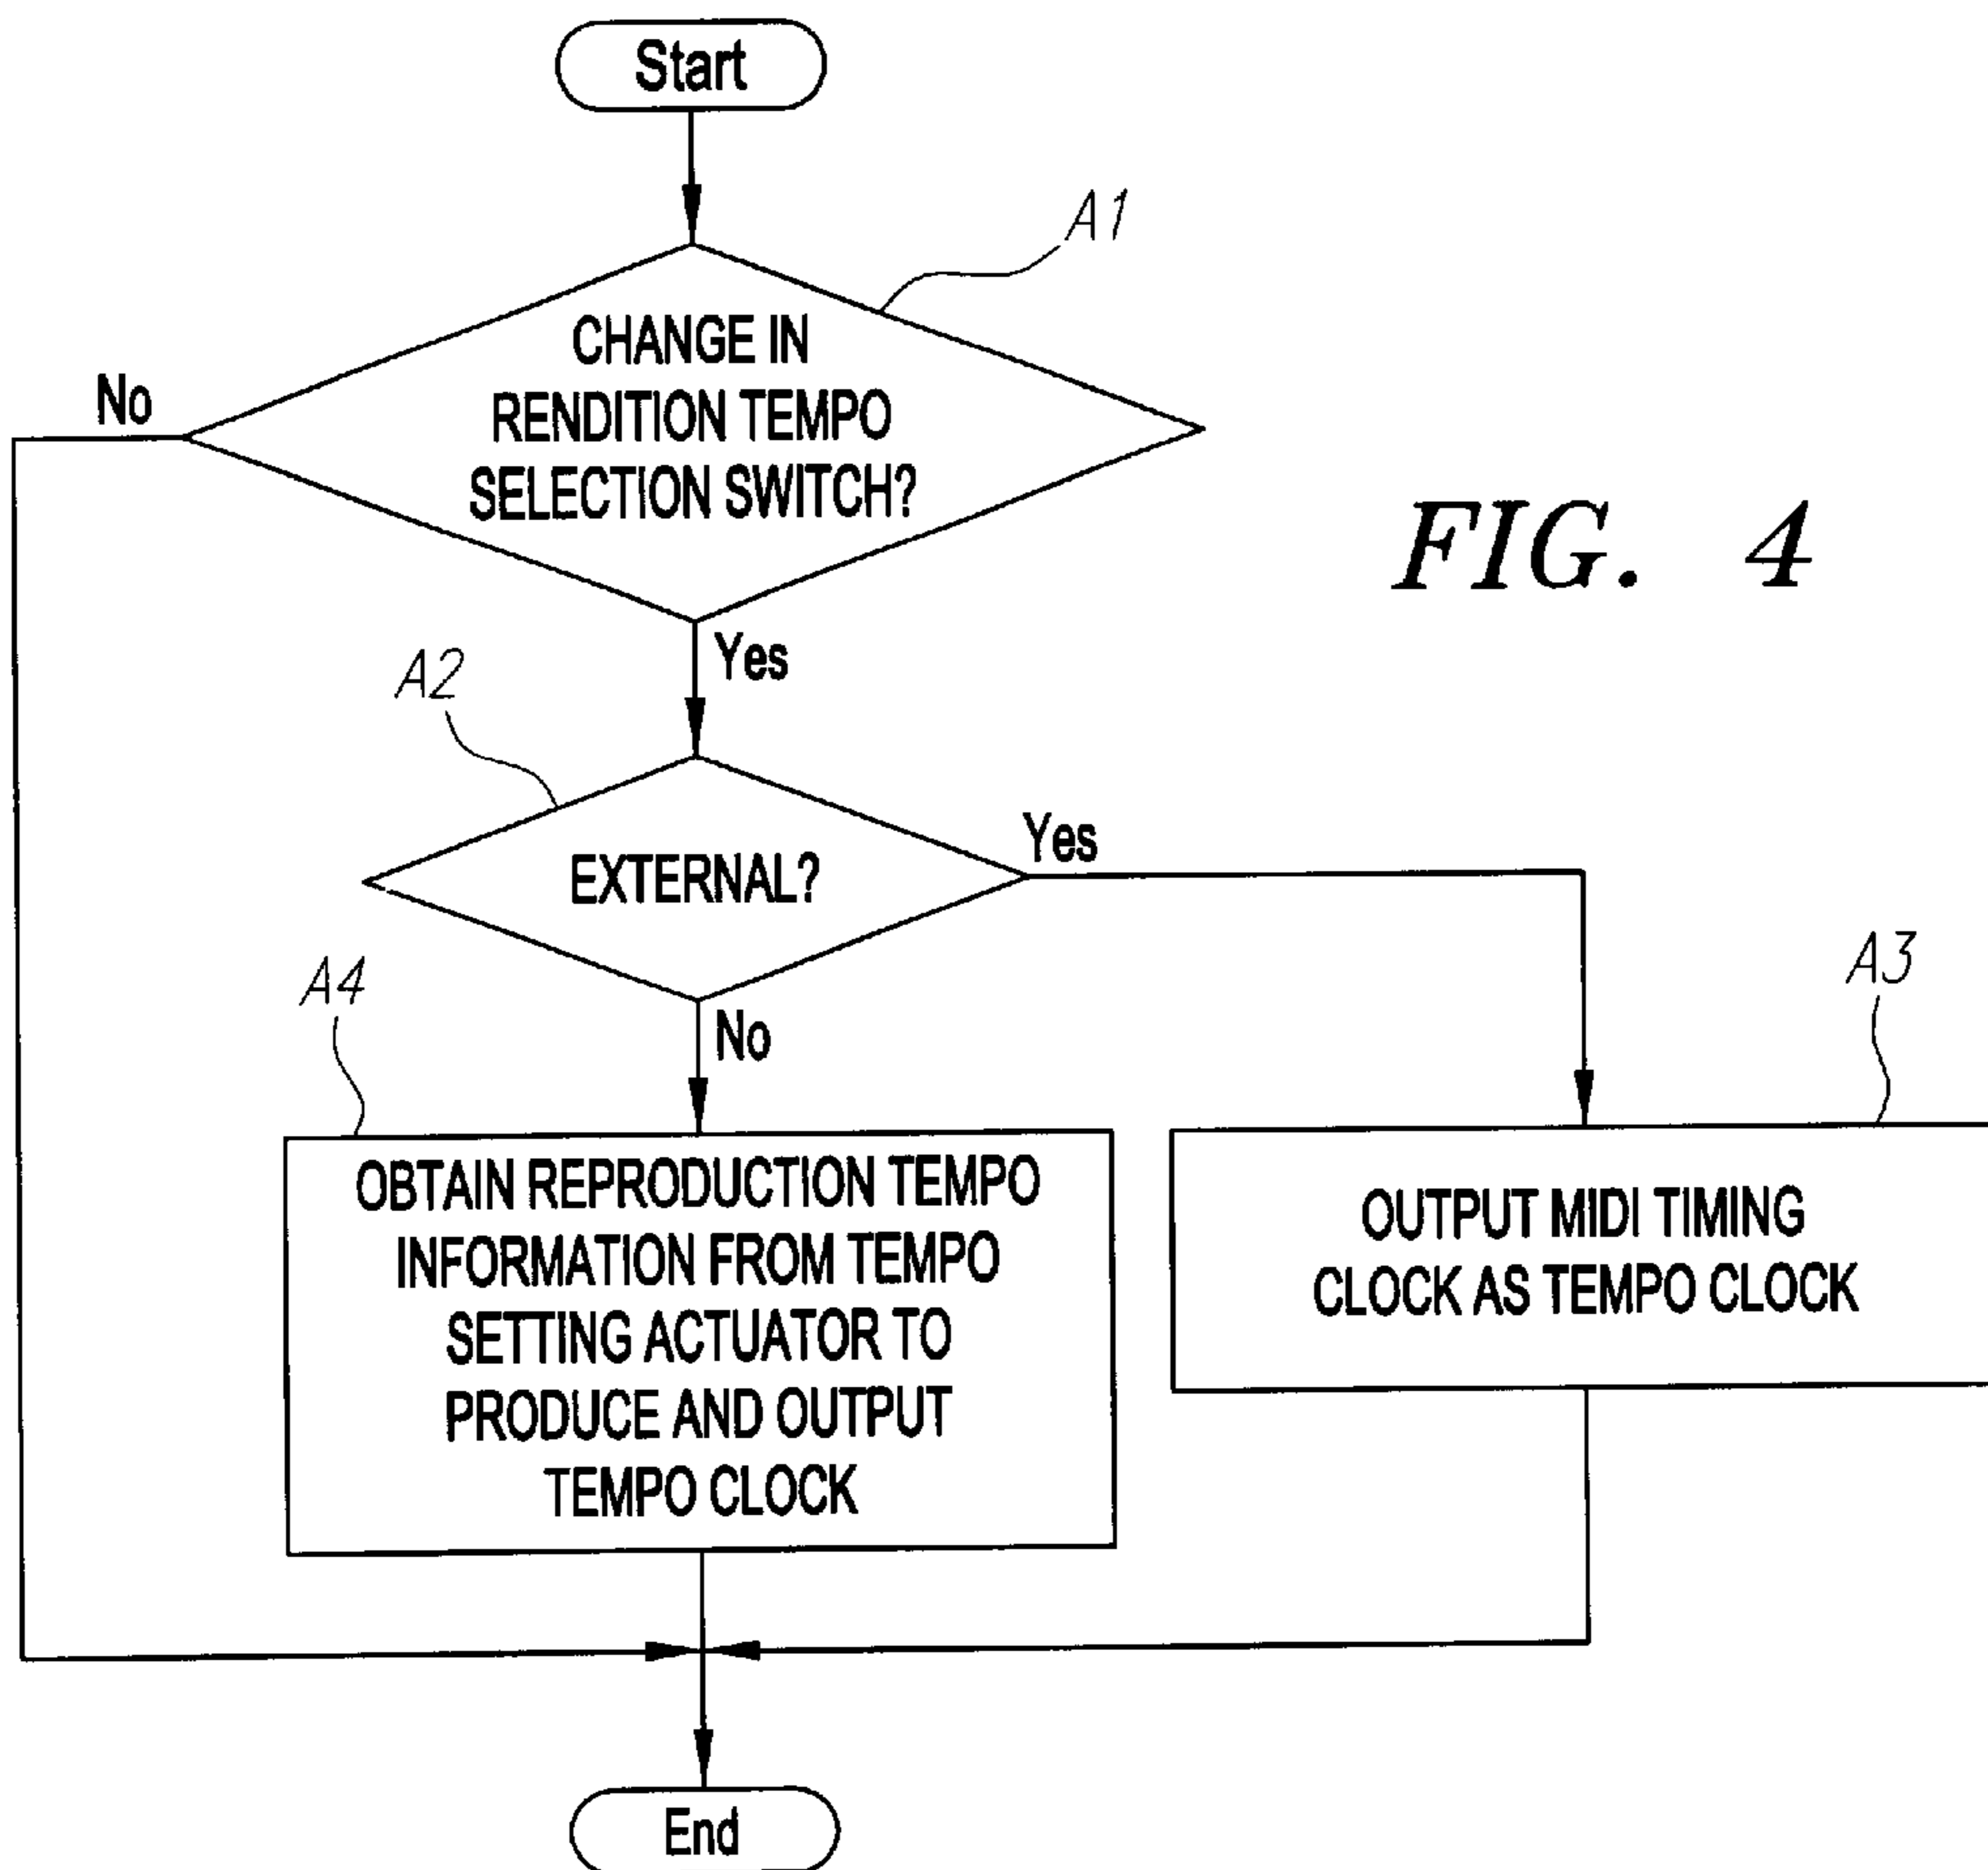 Start
A1
CHANGE IN
RENDITION TEMPO
SELECTION SWITCH?
No
FIG. 4
Yes
A2
EXTERNAL?
Yes
A4
No
A3
OBTAIN REPRODUCTION TEMPO
INFORMATION FROM TEMPO
SETTING ACTUATOR TO
PRODUCE AND OUTPUT
TEMPO CLOCK
OUTPUT MIDI TIMING
CLOCK AS TEMPO CLOCK
End